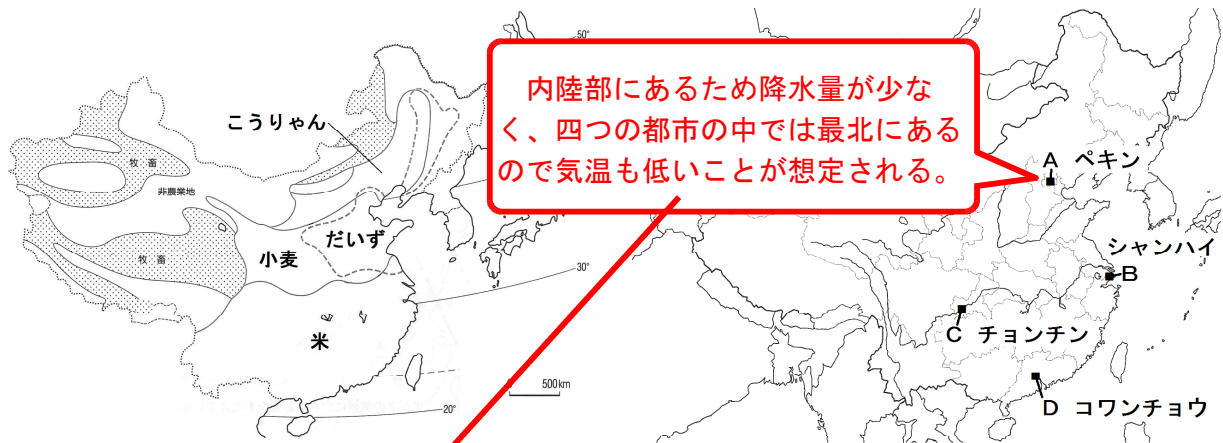 50°
こうりゃん
牧 畜
非農業地
牧 畜
小麦
だいず
30°
米
500km
20°
0
内陸部にあるため降水量が少な
く、四つの都市の中では最北にある
ので気温も低いことが想定される。
A ペキン
シャンハイ
B
C チョンチン
D コワンチョウ